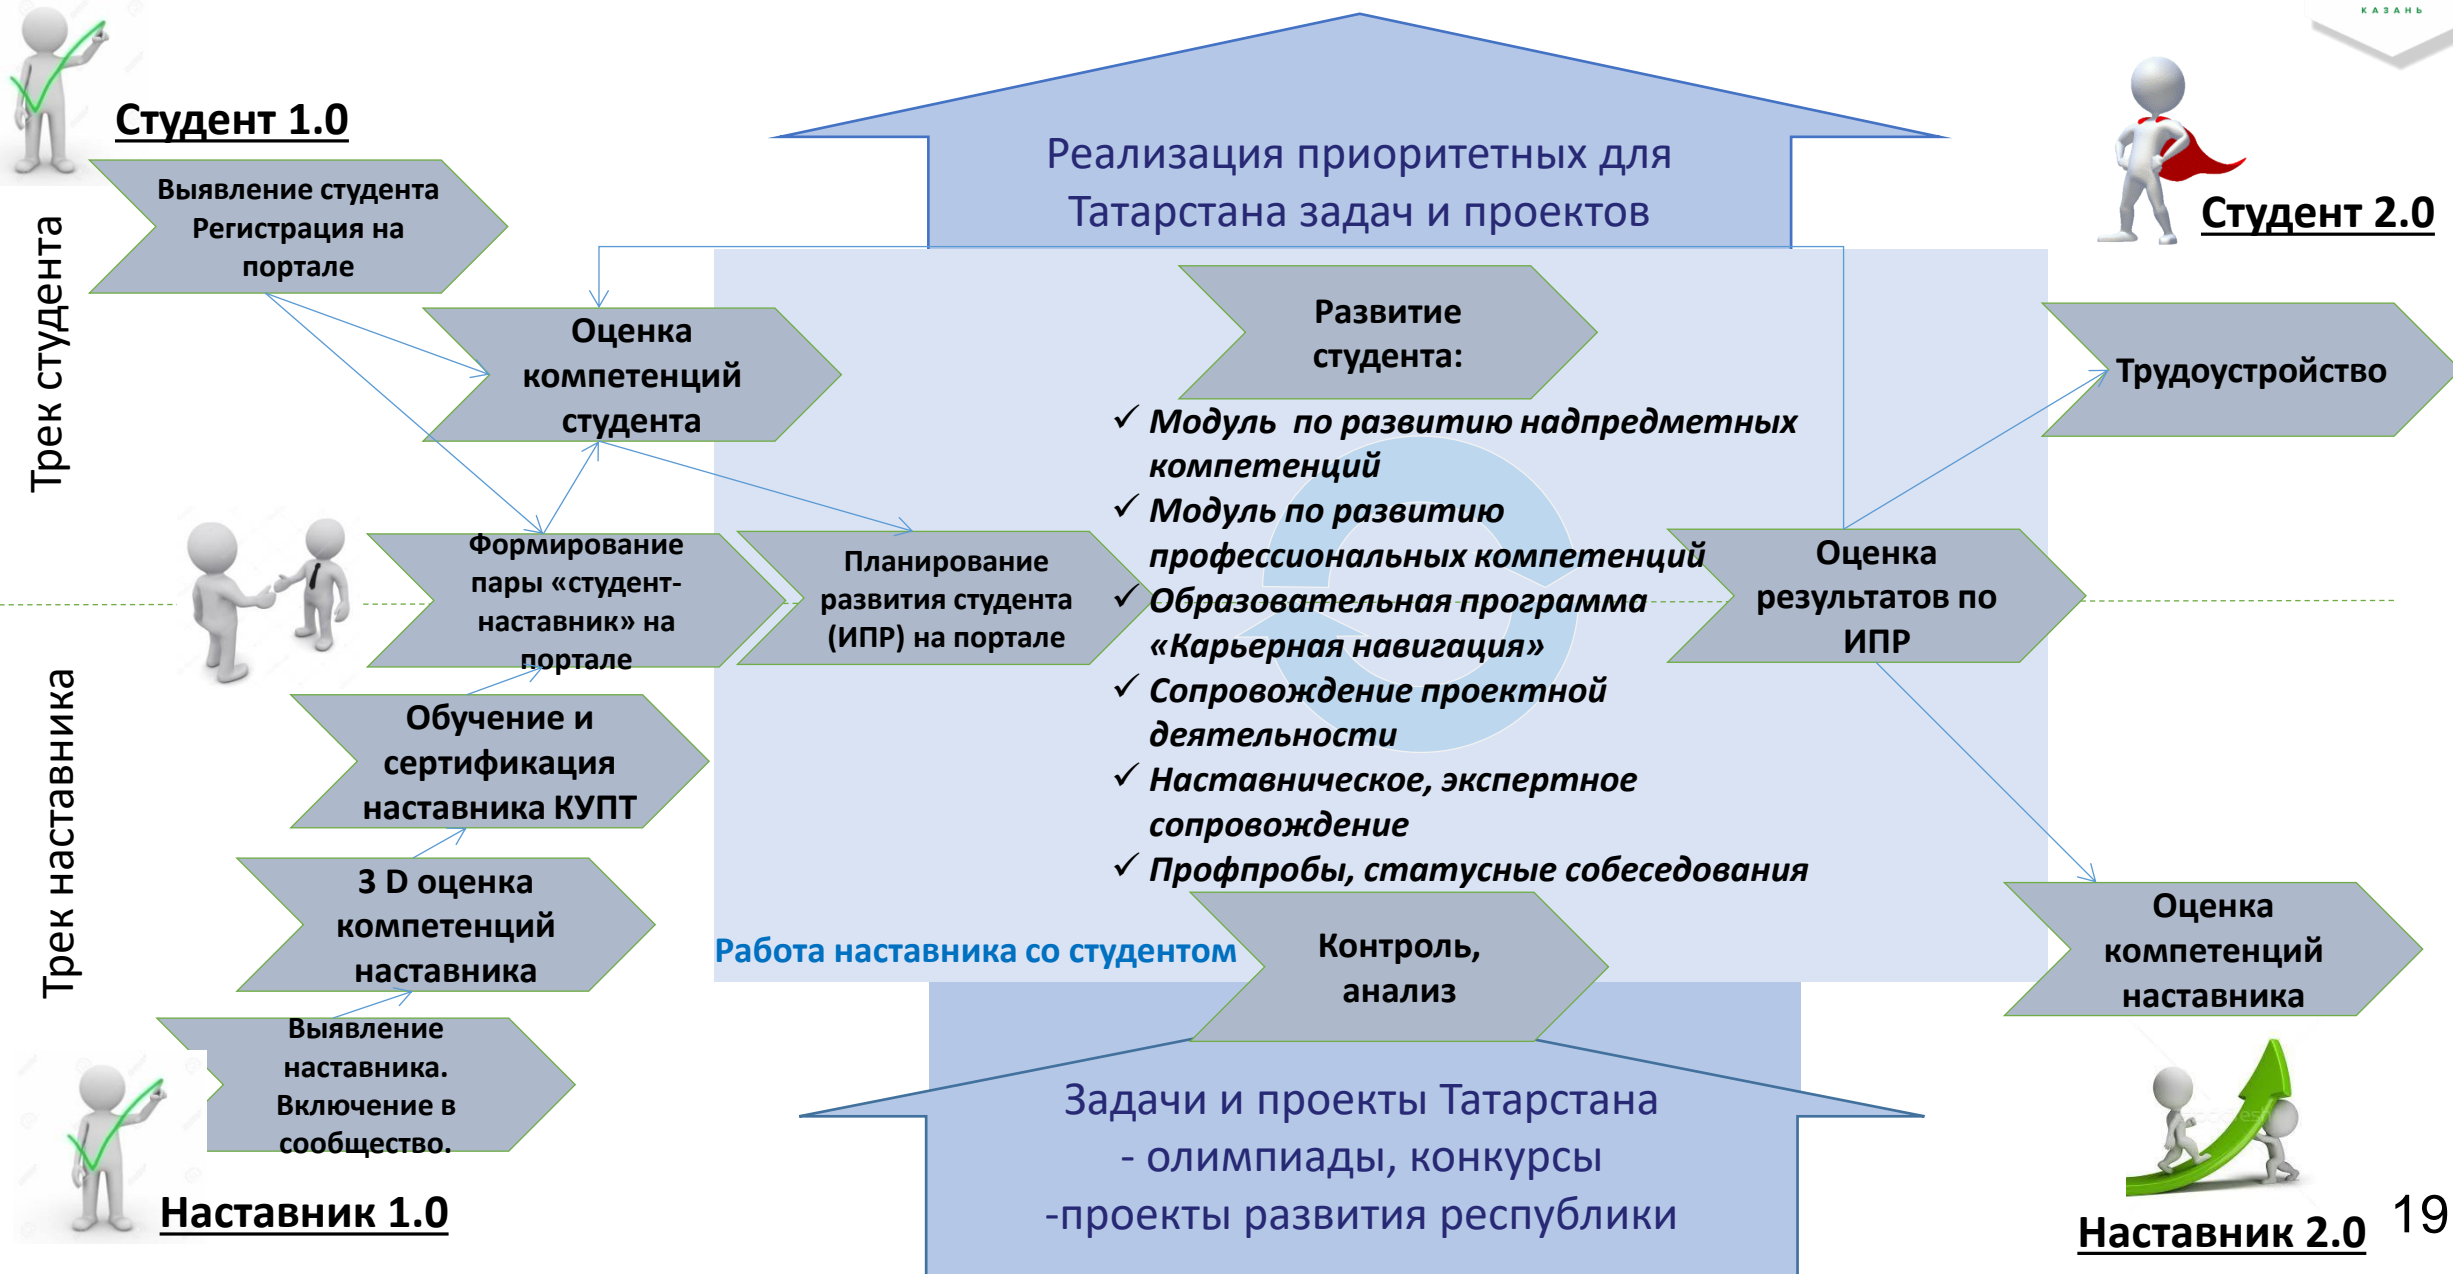 КАЗАНЬ
Студент 1.0
Выявление студента
Регистрация на
портале
Трек студента
Реализация приоритетных для
Татарстана задач и проектов
Студент 2.0
Оценка
компетенций
студента
Развитие
студента:
Трудоустройство
✓ Модуль по развитию надпредметных
компетенций
✓ Модуль по развитию
профессиональных компетенций
✓ Образовательная программа
«Карьерная навигация»
✓ Сопровождение проектной
деятельности
✓ Наставническое, экспертное
сопровождение
✓ Профпробы, статусные собеседования
Формирование
пары «студент-
наставник» на
портале
Планирование
развития студента
(ИПР) на портале
Оценка
результатов по
ИПР
Трек наставника
Обучение и
сертификация
наставника КУПТ
3 D оценка
компетенций
наставника
Выявление
наставника.
Включение в
сообщество.
Наставник 1.0
Работа наставника со студентом
Контроль,
анализ
Оценка
компетенций
наставника
Задачи и проекты Татарстана
- олимпиады, конкурсы
-проекты развития республики
Наставник 2.0
19